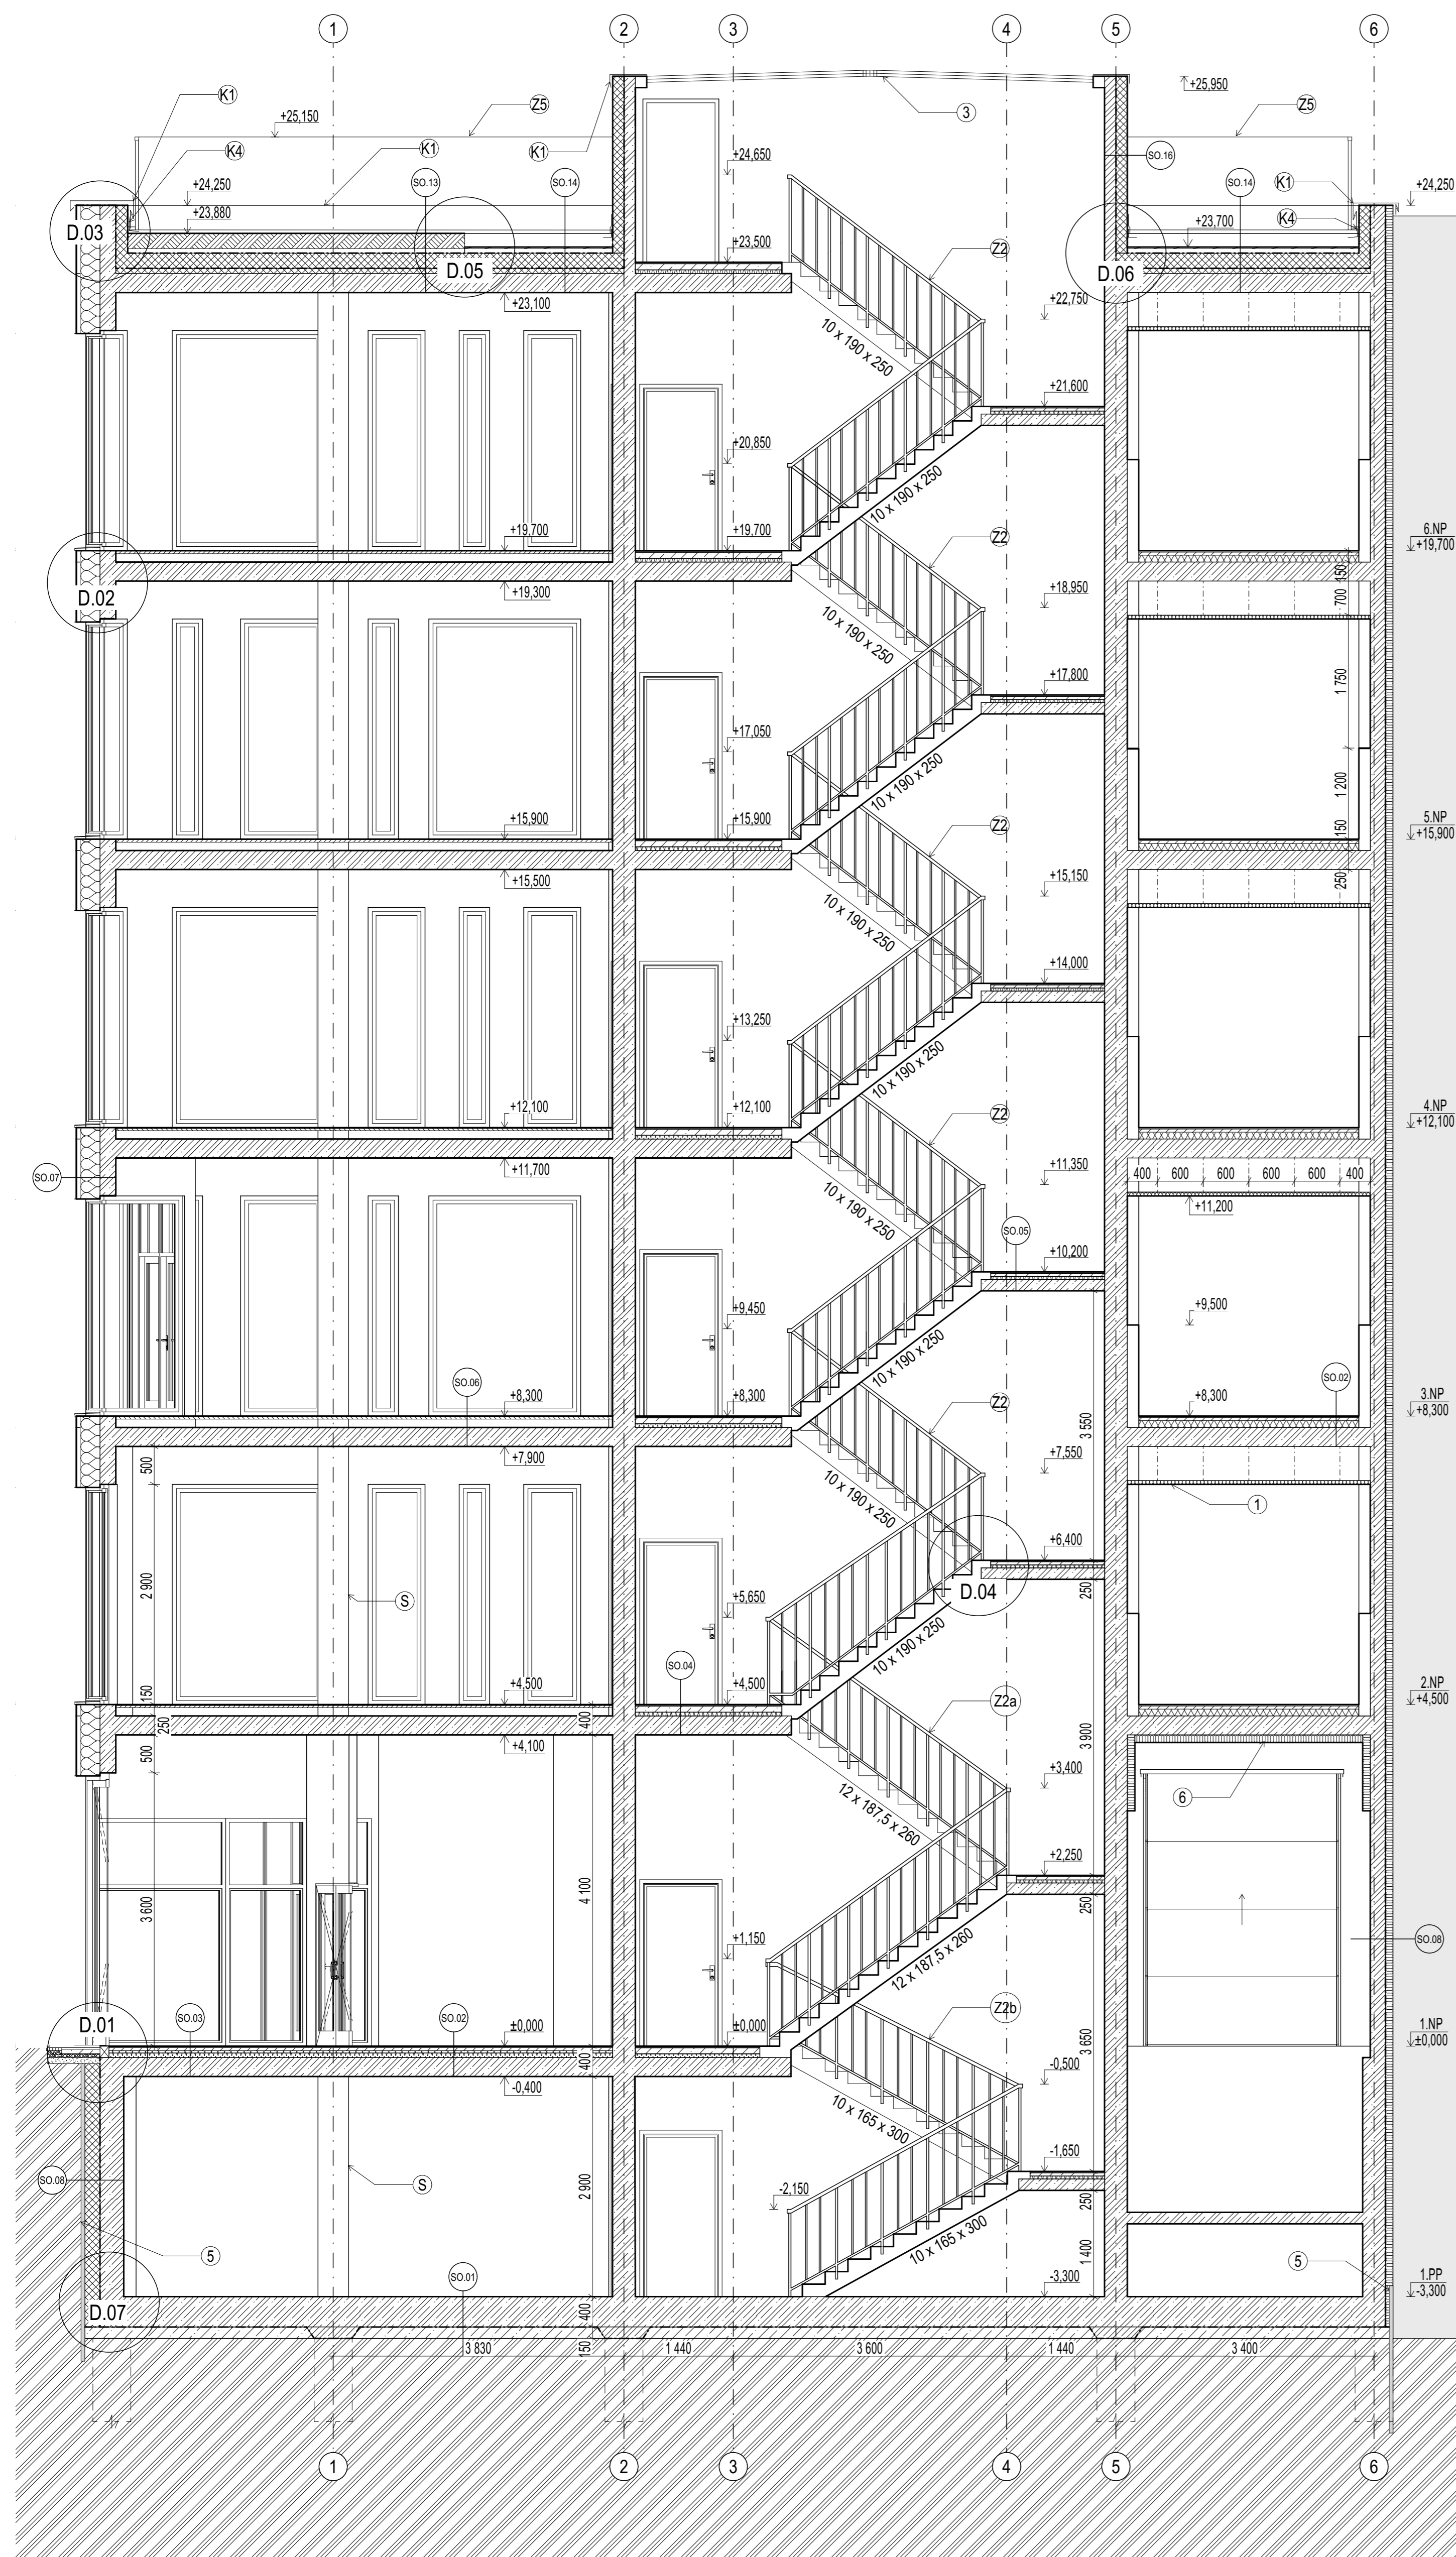 1 2 3 4 5 6
+25,950
K1 Z5 Z5
+25,150 3
K4 K1 K1
+24,650 SO.16
SO.13 SO.14 SO.14 K1
+24,250 +24,250
+23,880 K4
D.03 +23,700
+23,500 Z2
D.05 D.06
+23,100 +22,750
10 x 190 x 250
+21,600
+20,850
10 x 190 x 250
+19,700 +19,700 6.NP
+19,700
Z2
150
D.02 +19,300 +18,950
700
10 x 190 x 250
+17,800 1 750
+17,050
10 x 190 x 250 1 200
+15,900 +15,900 5.NP
+15,900
Z2 150
+15,500 +15,150 250
10 x 190 x 250
+14,000
+13,250
10 x 190 x 250
+12,100 +12,100 4.NP
+12,100
Z2
SO.07 +11,700 +11,350 400 600 600 600 600 400
10 x 190 x 250 +11,200
SO.05
+10,200
+9,450 +9,500
10 x 190 x 250
SO.06 SO.02
+8,300 +8,300 +8,300 3.NP
+8,300
Z2 3 550
500 +7,900 +7,550
10 x 190 x 250 1
+6,400
D.04 250
2 900 S +5,650
10 x 190 x 250
SO.04
150 +4,500 +4,500 2.NP
+4,500
Z2a
250 400
500 +4,100 3 900
+3,400
12 x 187,5 x 260 6
+2,250
3 600 4 100 250
+1,150 SO.08
12 x 187,5 x 260
D.01 SO.03 SO.02 Z2b
±0,000 ±0,000 1.NP
±0,000
3 650
400
-0,400 -0,500
10 x 165 x 300
-1,650
SO.08 S 2 900 -2,150 250
10 x 165 x 300
5 1 400 5
SO.01 -3,300 1.PP
-3,300
D.07 400
150
3 830 1 440 3 600 1 440 3 400
1 2 3 4 5 6